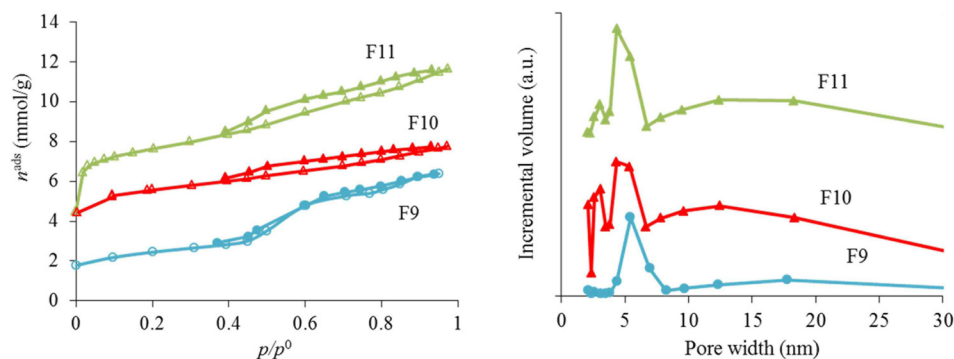 14
12
10
8
6
4
2
0
n^ads (mmol/g)
F11
F10
F9
0 0.2 0.4 0.6 0.8 1
p/p^0
Incremental volume (a.u.)
F11
F10
F9
0 5 10 15 20 25 30
Pore width (nm)